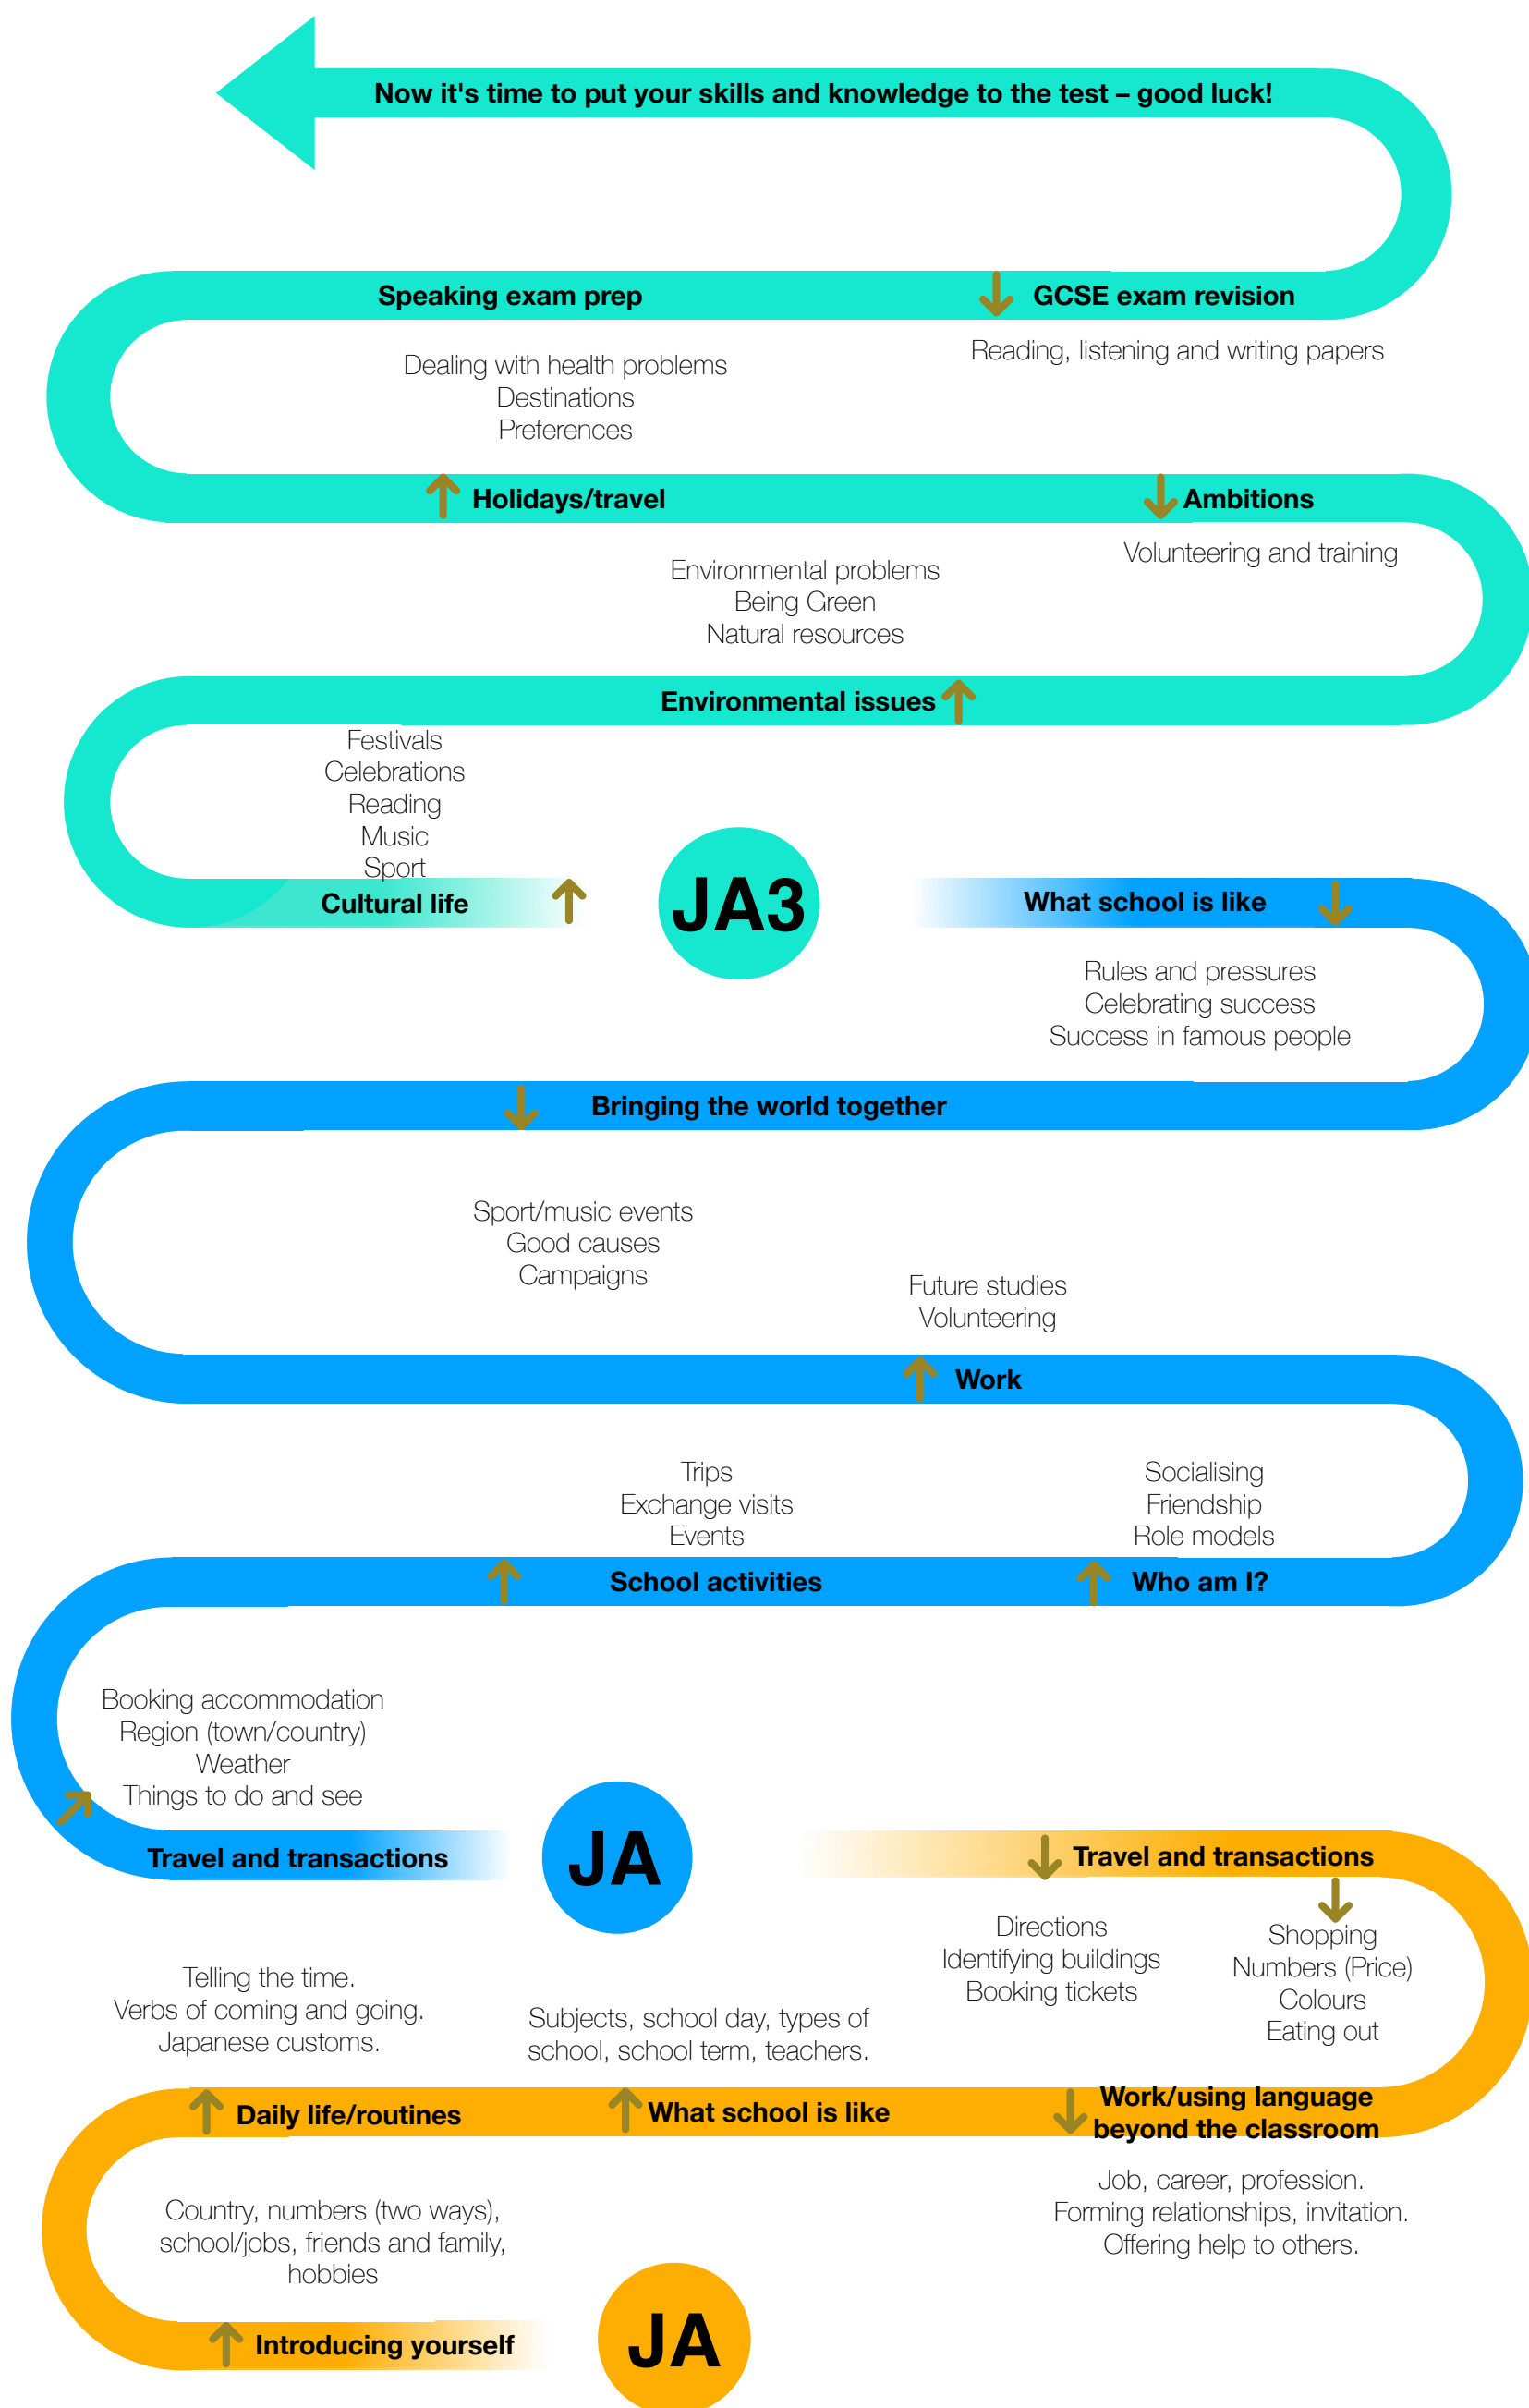 Now it's time to put your skills and knowledge to the test – good luck!
Speaking exam prep
GCSE exam revision
Reading, listening and writing papers
Dealing with health problems
Destinations
Preferences
Holidays/travel
Ambitions
Volunteering and training
Environmental problems
Being Green
Natural resources
Environmental issues
Festivals
Celebrations
Reading
Music
Sport
Cultural life
JA3
What school is like
Rules and pressures
Celebrating success
Success in famous people
Bringing the world together
Sport/music events
Good causes
Campaigns
Future studies
Volunteering
Work
Trips
Exchange visits
Events
Socialising
Friendship
Role models
School activities
Who am I?
Booking accommodation
Region (town/country)
Weather
Things to do and see
Travel and transactions
JA
Travel and transactions
Directions
Identifying buildings
Booking tickets
Shopping
Numbers (Price)
Colours
Eating out
Telling the time.
Verbs of coming and going.
Japanese customs.
Subjects, school day, types of
school, school term, teachers.
Daily life/routines
What school is like
Work/using language
beyond the classroom
Job, career, profession.
Forming relationships, invitation.
Offering help to others.
Country, numbers (two ways),
school/jobs, friends and family,
hobbies
Introducing yourself
JA